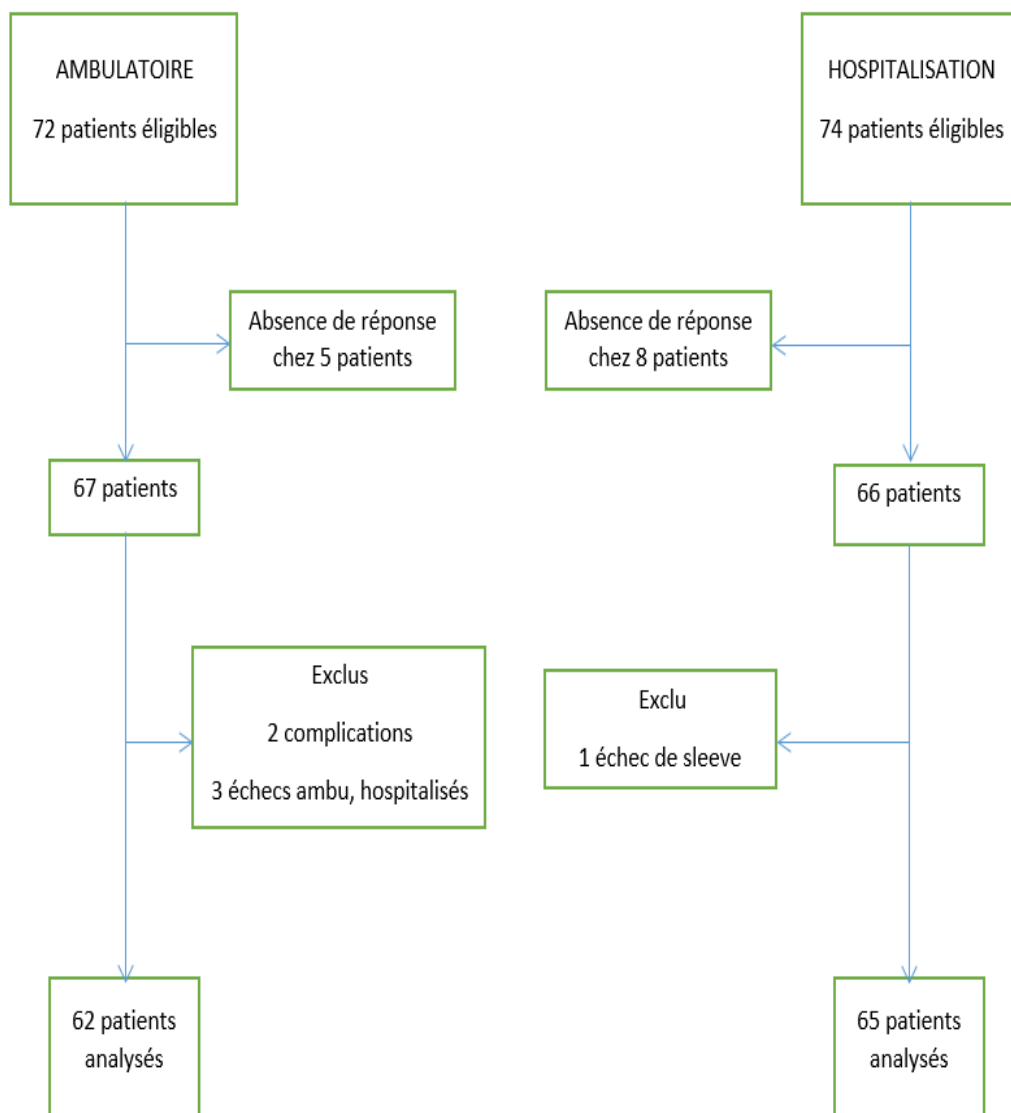 AMBULATOIRE
72 patients éligibles
HOSPITALISATION
74 patients éligibles
Absence de réponse
chez 5 patients
Absence de réponse
chez 8 patients
67 patients
66 patients
Exclus
2 complications
3 échecs ambu, hospitalisés
Exclu
1 échec de sleeve
62 patients
analysés
65 patients
analysés